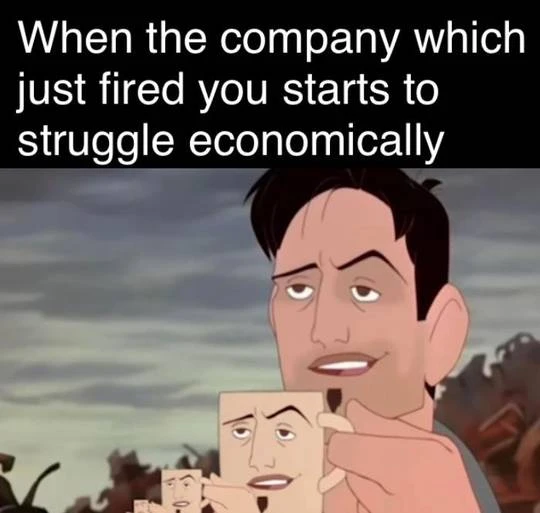 When the company which
just fired you starts to
struggle economically